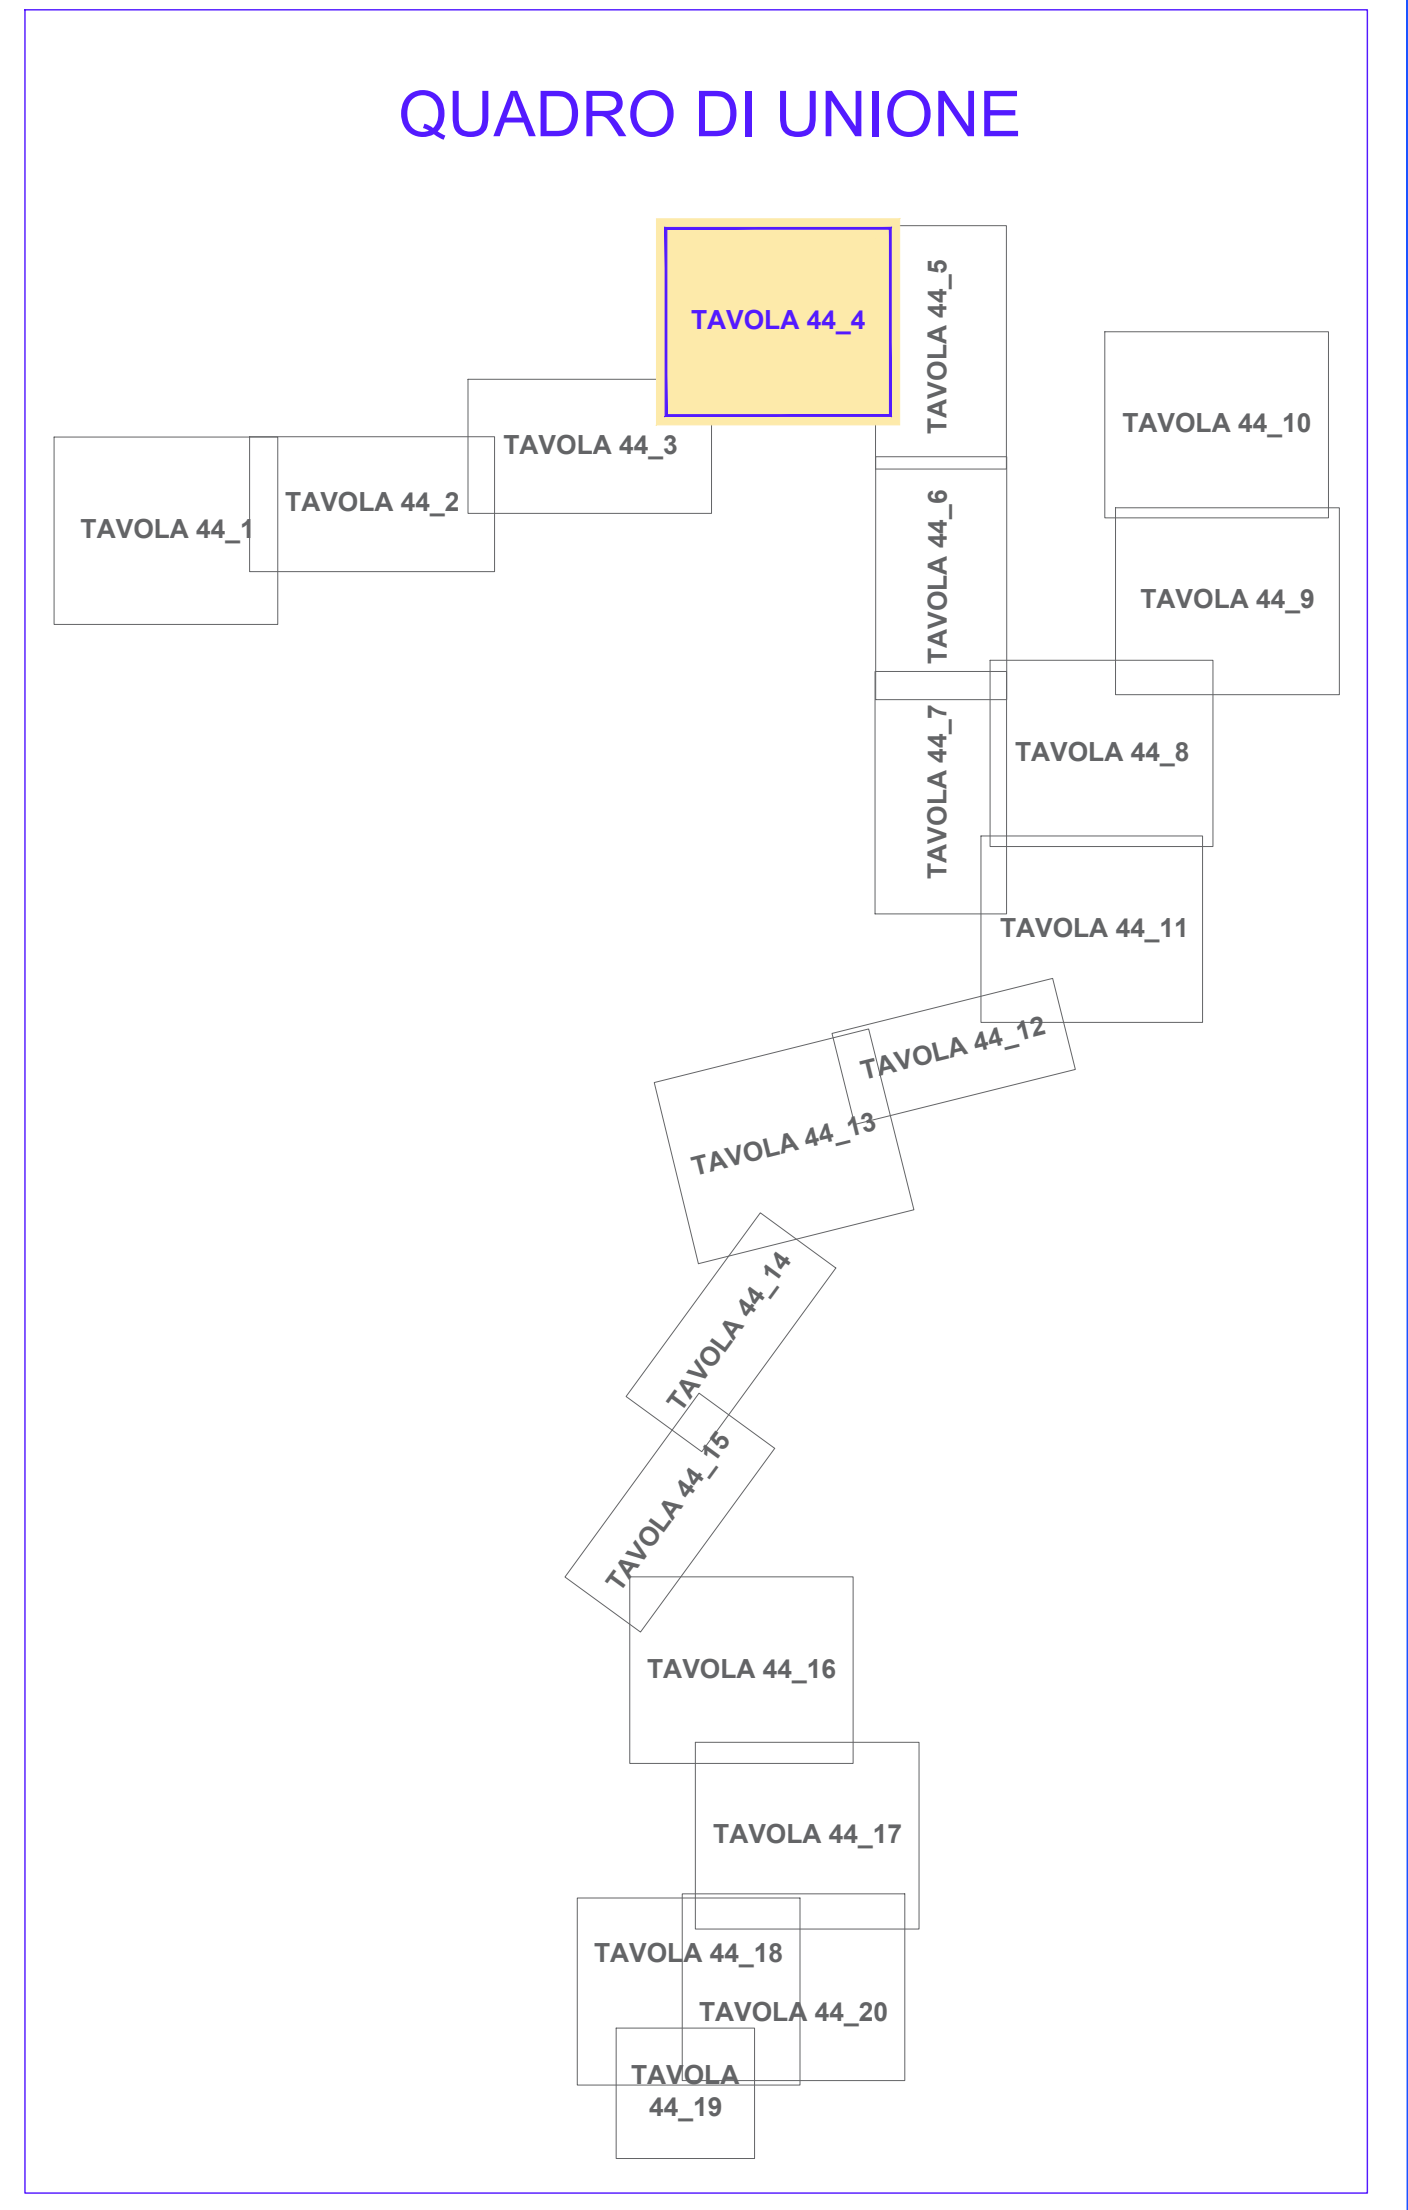 QUADRO DI UNIONE
TAVOLA 44_4
TAVOLA 44_5
TAVOLA 44_10
TAVOLA 44_3
TAVOLA 44_2
TAVOLA 44_1
TAVOLA 44_6
TAVOLA 44_9
TAVOLA 44_7
TAVOLA 44_8
TAVOLA 44_11
TAVOLA 44_12
TAVOLA 44_13
TAVOLA 44_14
TAVOLA 44_15
TAVOLA 44_16
TAVOLA 44_17
TAVOLA 44_18
TAVOLA 44_20
TAVOLA
44_19